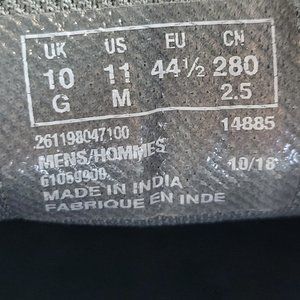 UK US EU CN
10 11 44½ 280
G M 2.5
261198047100 14885
MENS/HOMMES
10/18
MADE IN INDIA
FABRIQUE EN INDE